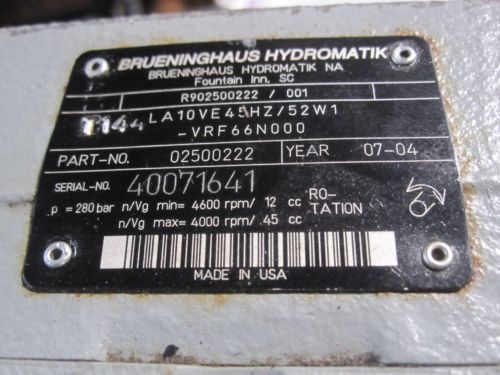 BRUENINGHAUS HYDROMATIK
BRUENINGHAUS HYDROMATIK NA
Fountain Inn, SC
R902500222 / 001
1144 LA10VE45HZ/52W1
-VRF66N000
PART-NO. 02500222 YEAR 07-04
SERIAL-NO. 40071641
p = 280 bar n/Vg min= 4600 rpm/ 12 cc RO-
n/Vg max= 4000 rpm/ 45 cc TATION
MADE IN USA